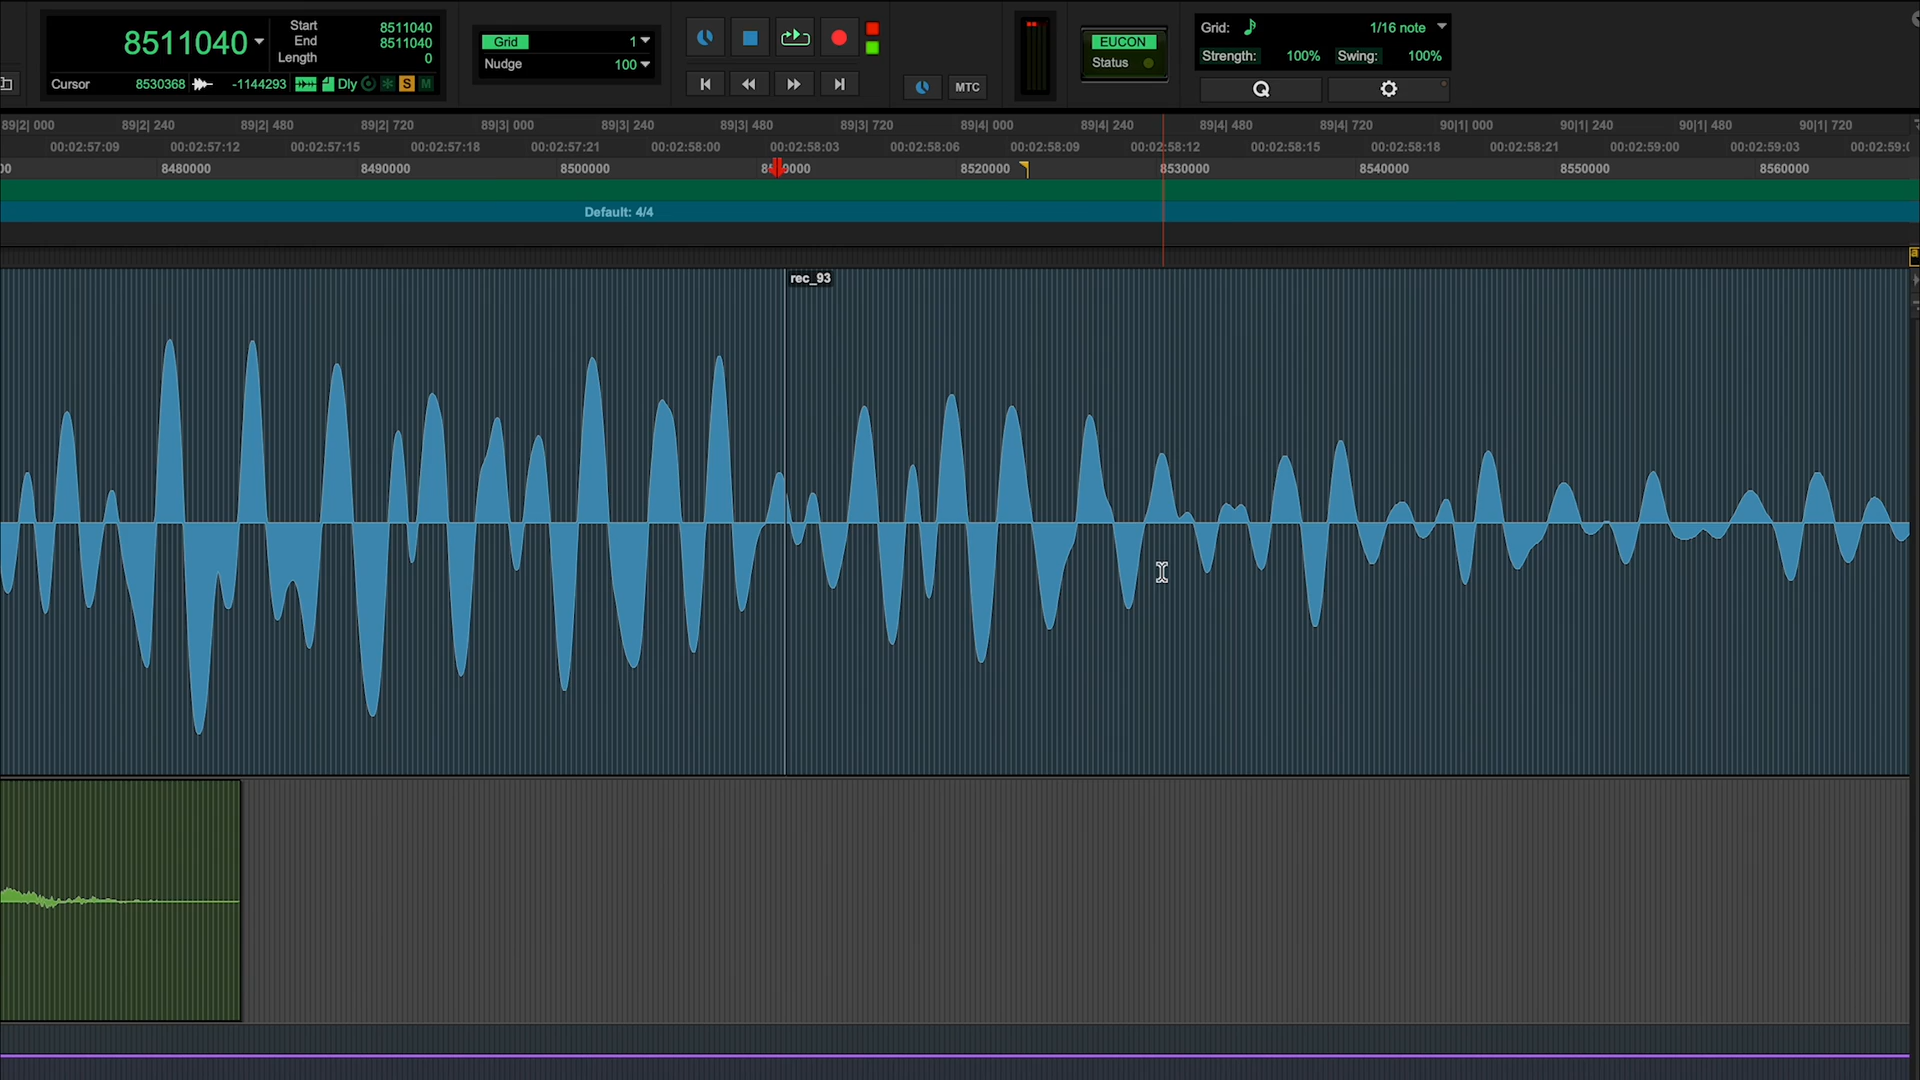 8511040
Start 8511040
End 8511040
Length 0
Cursor 8530368 -1144293 Dly S M
Grid 1
Nudge 100
MTC
EUCON
Status
Grid: 1/16 note
Strength: 100% Swing: 100%
Q
89|2| 000 89|2| 240 89|2| 480 89|2| 720 89|3| 000 89|3| 240 89|3| 480 89|3| 720 89|4| 000 89|4| 240 89|4| 480 89|4| 720 90|1| 000 90|1| 240 90|1| 480 90|1| 720
00:02:57:09 00:02:57:12 00:02:57:15 00:02:57:18 00:02:57:21 00:02:58:00 00:02:58:03 00:02:58:06 00:02:58:09 00:02:58:12 00:02:58:15 00:02:58:18 00:02:58:21 00:02:59:00 00:02:59:03
8480000 8490000 8500000 8520000 8530000 8540000 8550000 8560000
Default: 4/4
a
rec_93